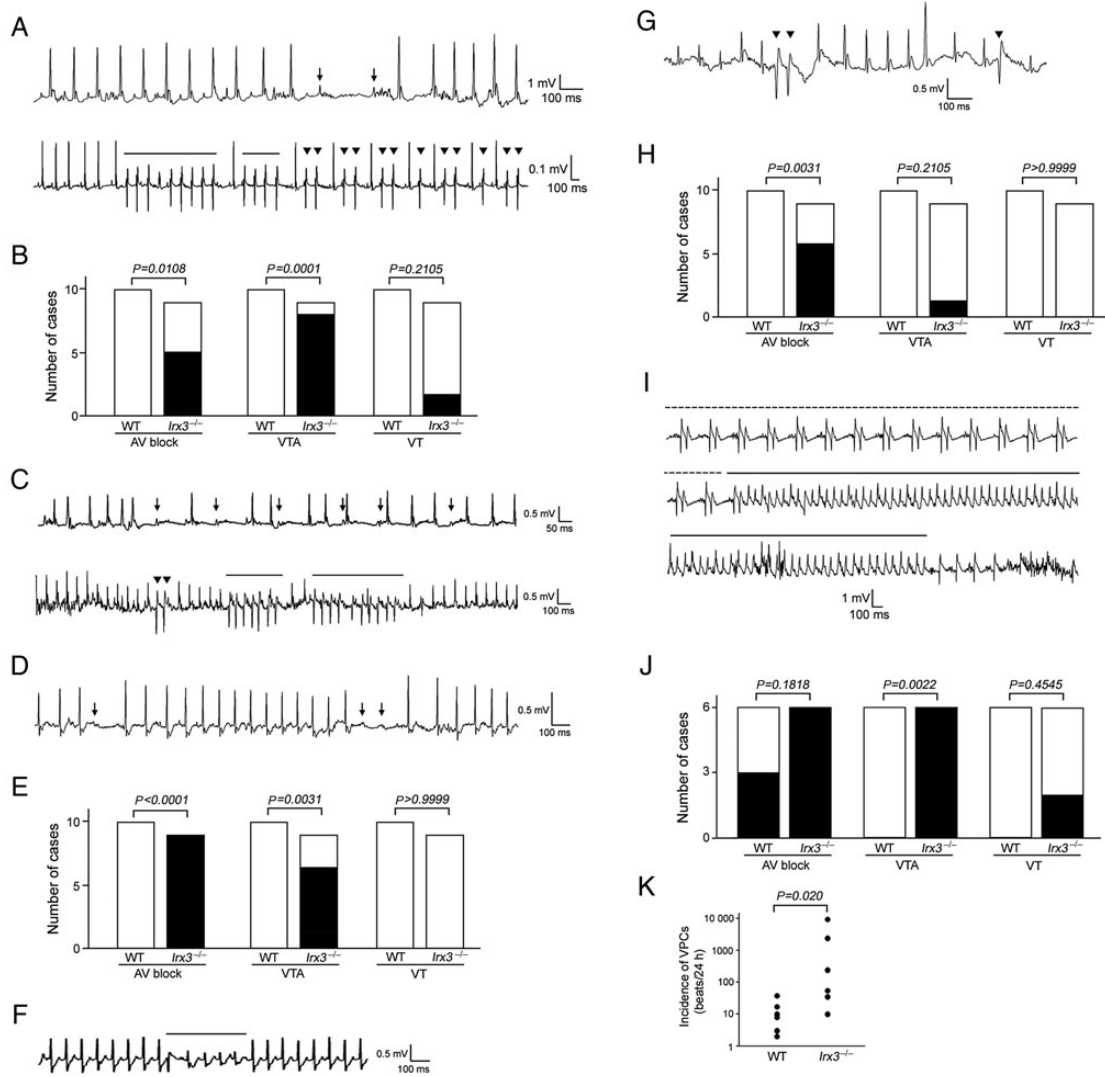 A
1 mV
100 ms
0.1 mV
100 ms
B
P=0.0108 P=0.0001 P=0.2105
Number of cases
10
5
0
WT Irx3−/− WT Irx3−/− WT Irx3−/−
AV block VTA VT
C
0.5 mV
50 ms
0.5 mV
100 ms
D
0.5 mV
100 ms
E
P<0.0001 P=0.0031 P>0.9999
Number of cases
10
5
0
WT Irx3−/− WT Irx3−/− WT Irx3−/−
AV block VTA VT
F
0.5 mV
100 ms
G
0.5 mV
100 ms
H
P=0.0031 P=0.2105 P>0.9999
Number of cases
10
5
0
WT Irx3−/− WT Irx3−/− WT Irx3−/−
AV block VTA VT
I
1 mV
100 ms
J
P=0.1818 P=0.0022 P=0.4545
Number of cases
6
3
0
WT Irx3−/− WT Irx3−/− WT Irx3−/−
AV block VTA VT
K
P=0.020
Incidence of VPCs
(beats/24 h)
10 000
1000
100
10
1
WT Irx3−/−